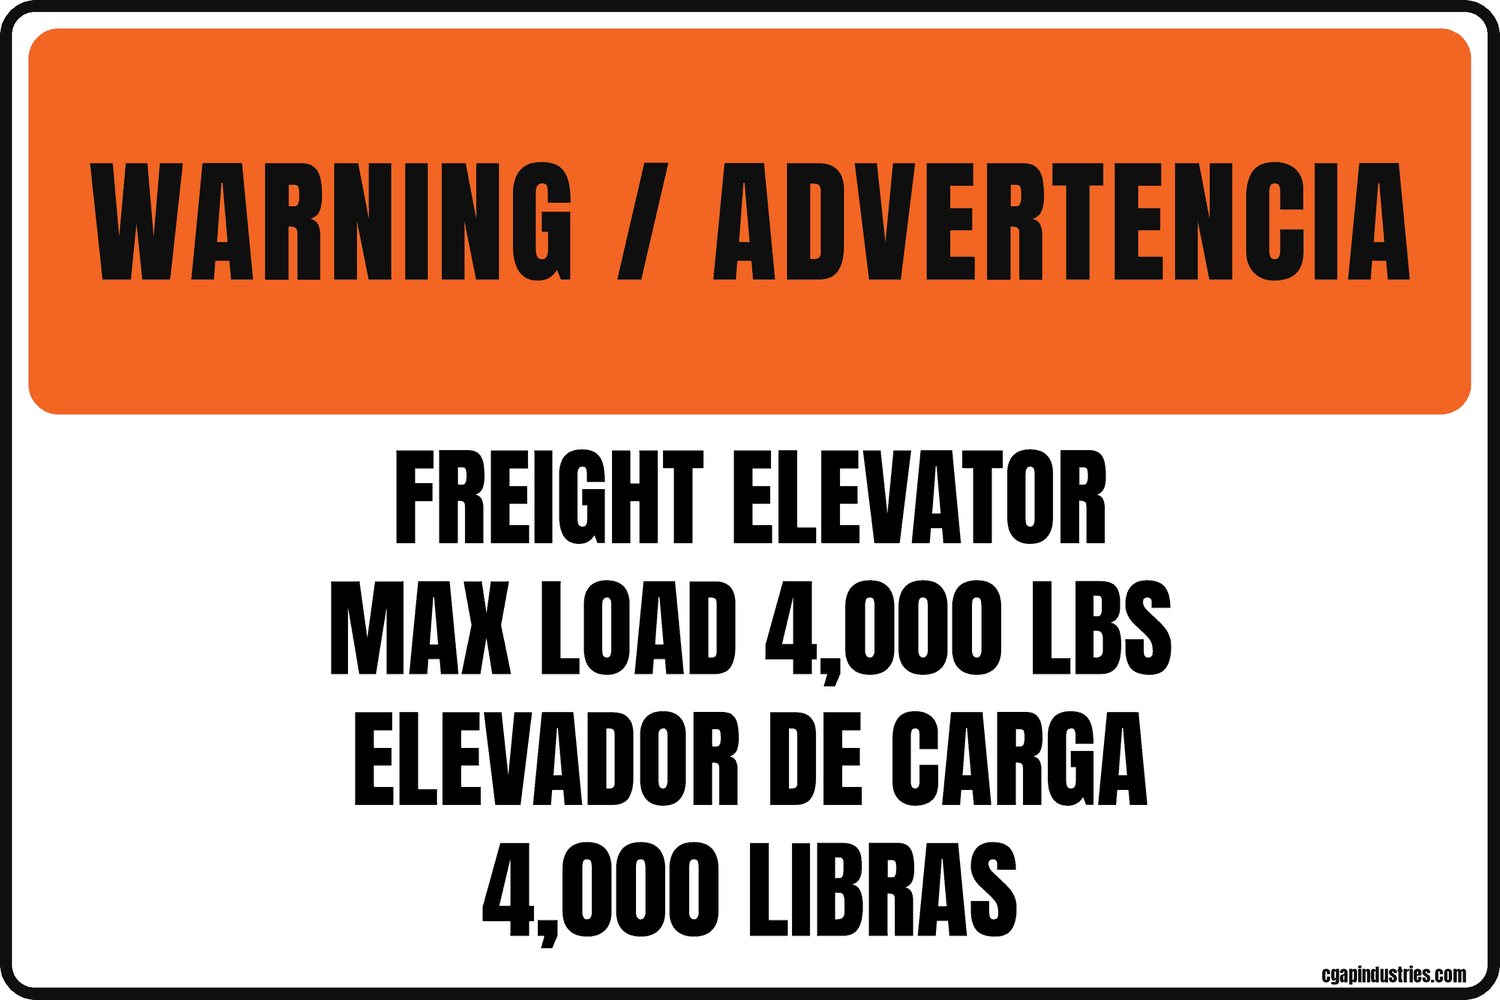 WARNING / ADVERTENCIA
FREIGHT ELEVATOR
MAX LOAD 4,000 LBS
ELEVADOR DE CARGA
4,000 LIBRAS
cgapindustries.com